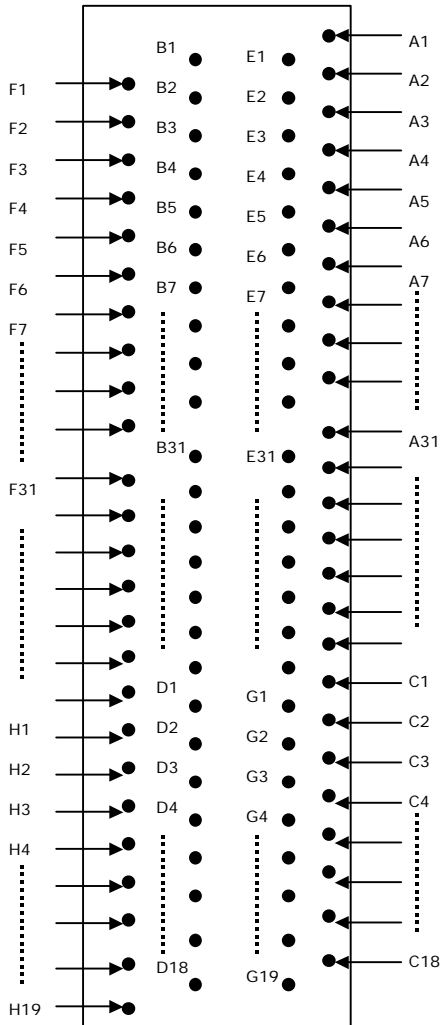 B1 E1 A1
F1 B2 E2 A2
F2 B3 E3 A3
F3 B4 E4 A4
F4 B5 E5 A5
F5 B6 E6 A6
F6 B7 E7 A7
F7
B31 E31 A31
F31
D1 G1 C1
H1 D2 G2 C2
H2 D3 G3 C3
H3 D4 G4 C4
H4
D18 G19 C18
H19